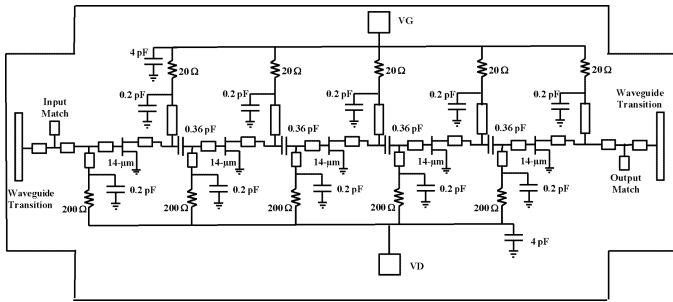 VG
4 pF
20 Ω
20 Ω
20 Ω
20 Ω
20 Ω
0.2 pF
0.2 pF
0.2 pF
0.2 pF
0.2 pF
Waveguide
Transition
Input
Match
0.36 pF
0.36 pF
0.36 pF
0.36 pF
14-μm
14-μm
14-μm
14-μm
14-μm
Waveguide
Transition
Output
Match
0.2 pF
0.2 pF
0.2 pF
0.2 pF
0.2 pF
200 Ω
200 Ω
200 Ω
200 Ω
200 Ω
4 pF
VD